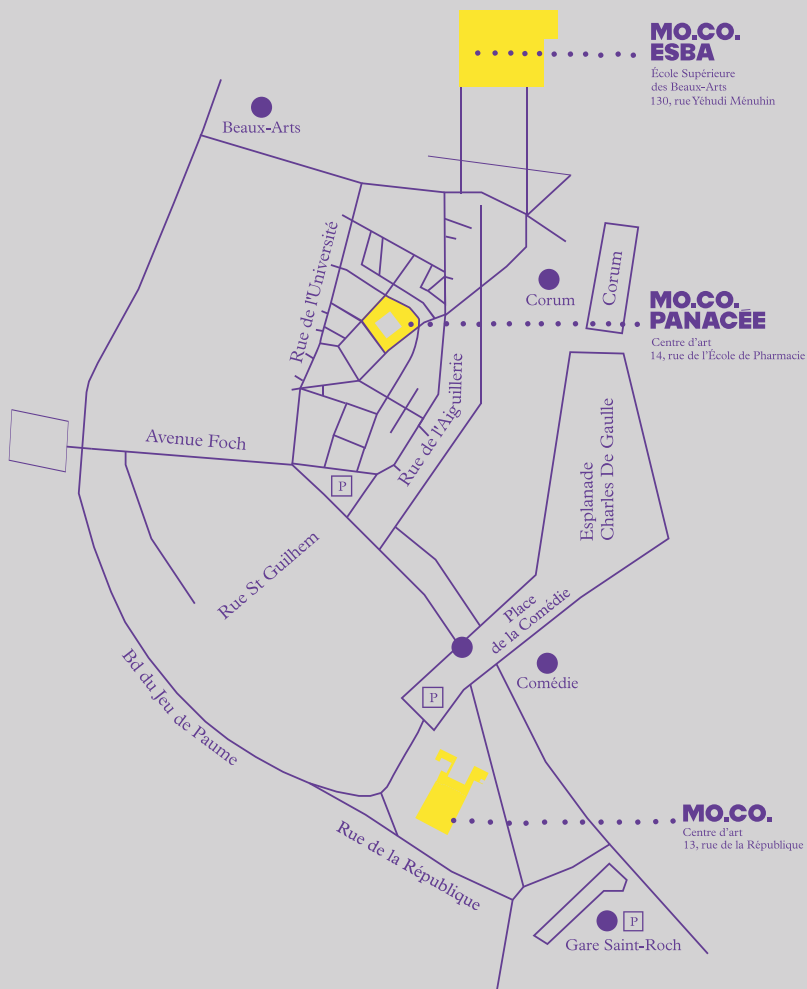 MO.CO.
ESBA
École Supérieure
des Beaux-Arts
130, rue Yéhudi Ménuhin
Beaux-Arts
Rue de l'Université
Corum
Corum
MO.CO.
PANACÉE
Centre d'art
14, rue de l'École de Pharmacie
Rue de l'Aiguillerie
Avenue Foch
P
Esplanade
Charles De Gaulle
Rue St Guilhem
Place
de la Comédie
Comédie
P
Bd du Jeu de Paume
MO.CO.
Centre d'art
13, rue de la République
Rue de la République
P
Gare Saint-Roch